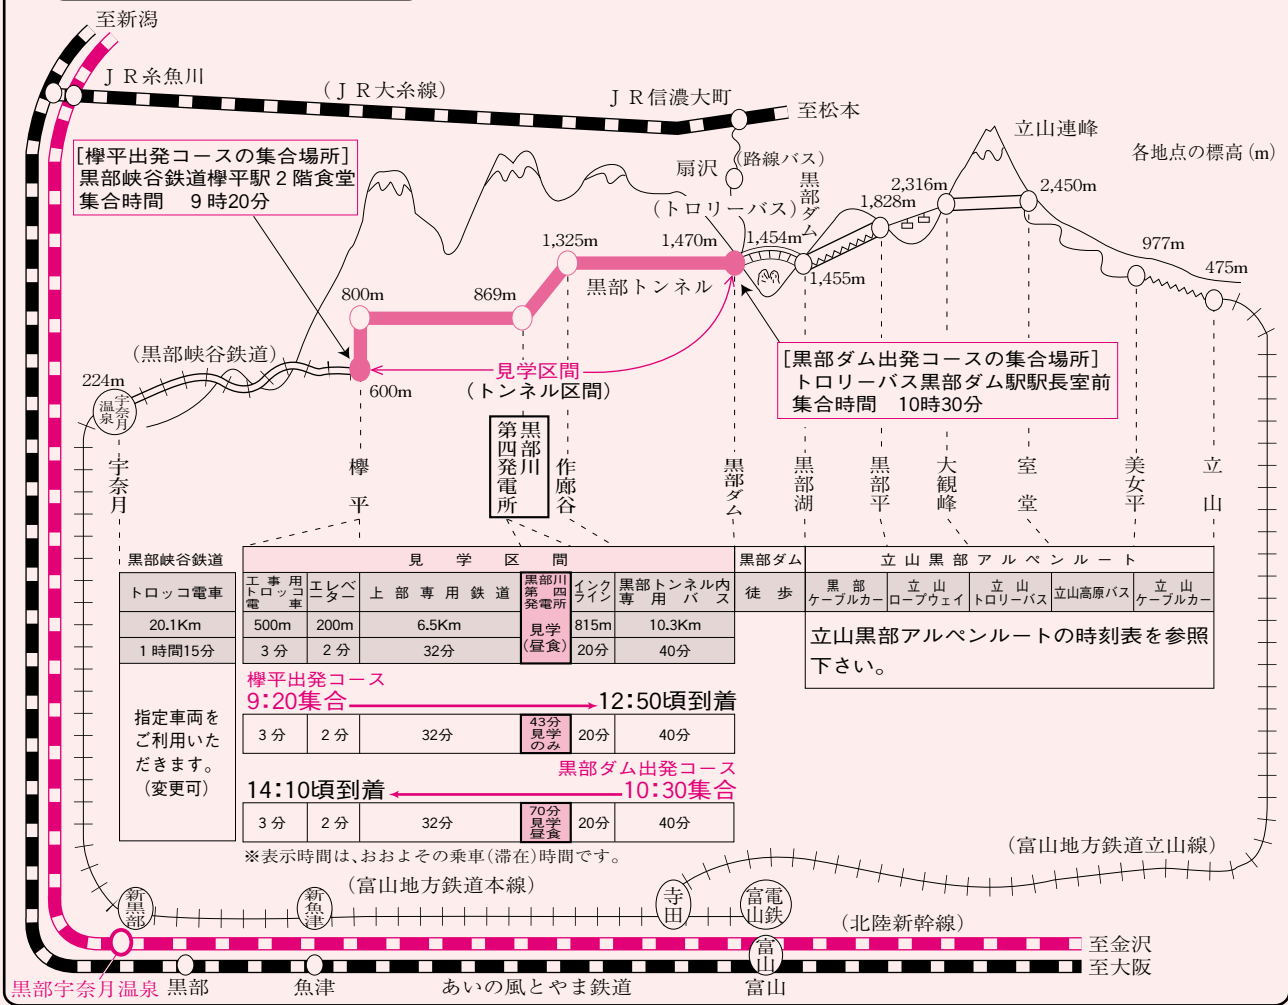 至新潟
JR糸魚川
(JR大糸線)
JR信濃大町
至松本
立山連峰
各地点の標高(m)
[欅平出発コースの集合場所]
黒部峡谷鉄道欅平駅2階食堂
集合時間 9時20分
扇沢
(路線バス)
(トロリーバス)
黒部ダム
2,316m
2,450m
1,828m
1,325m
1,470m
1,454m
1,455m
977m
475m
黒部トンネル
800m
869m
(黒部峡谷鉄道)
224m
宇奈月温泉
600m
見学区間
(トンネル区間)
[黒部ダム出発コースの集合場所]
トロリーバス黒部ダム駅駅長室前
集合時間 10時30分
宇奈月
欅平
黒部川第四発電所
作廊谷
黒部ダム
黒部湖
黒部平
大観峰
室堂
美女平
立山
黒部峡谷鉄道
見学区間
黒部ダム
立山黒部アルペンルート
トロッコ電車
工事用トロッコ電車
エレベーター
上部専用鉄道
黒部川第四発電所
インクライン
黒部トンネル内専用バス
徒歩
黒部ケーブルカー
立山ロープウェイ
立山トロリーバス
立山高原バス
立山ケーブルカー
20.1Km
500m
200m
6.5Km
見学(昼食)
815m
10.3Km
1時間15分
3分
2分
32分
20分
40分
立山黒部アルペンルートの時刻表を参照
下さい。
指定車両を
ご利用いた
だきます。
(変更可)
欅平出発コース
9:20集合
12:50頃到着
3分
2分
32分
43分見学のみ
20分
40分
黒部ダム出発コース
14:10頃到着
10:30集合
3分
2分
32分
70分見学昼食
20分
40分
※表示時間は、おおよその乗車(滞在)時間です。
(富山地方鉄道立山線)
(富山地方鉄道本線)
新黒部
新魚津
寺田
電鉄富山
(北陸新幹線)
至金沢
富山
至大阪
黒部宇奈月温泉
黒部
魚津
あいの風とやま鉄道
富山